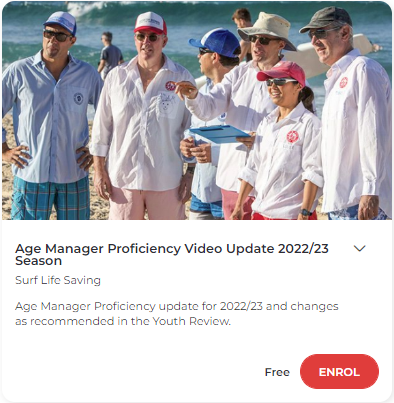 Age Manager Proficiency Video Update 2022/23
Season
Surf Life Saving
Age Manager Proficiency update for 2022/23 and changes
as recommended in the Youth Review.
Free ENROL